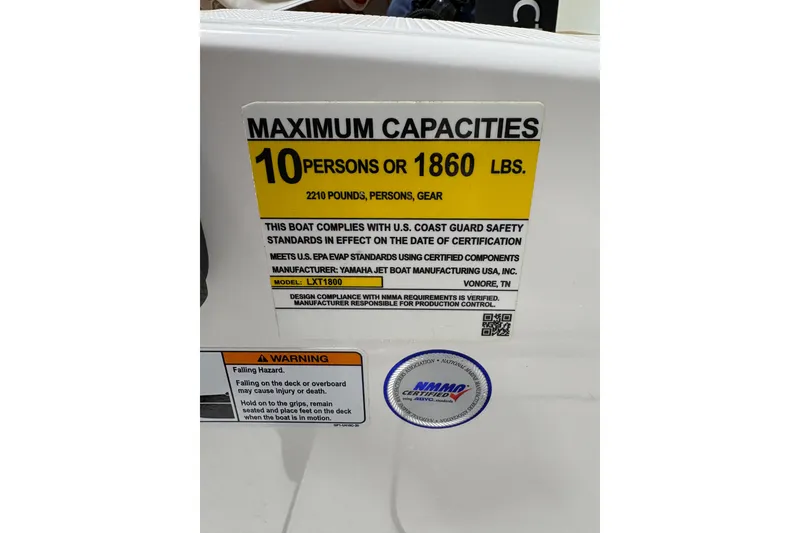 MAXIMUM CAPACITIES
10 PERSONS OR 1860 LBS.
2210 POUNDS, PERSONS, GEAR
THIS BOAT COMPLIES WITH U.S. COAST GUARD SAFETY
STANDARDS IN EFFECT ON THE DATE OF CERTIFICATION
MEETS U.S. EPA EVAP STANDARDS USING CERTIFIED COMPONENTS
MANUFACTURER: YAMAHA JET BOAT MANUFACTURING USA, INC.
MODEL: LXT1800 VONORE, TN
DESIGN COMPLIANCE WITH NMMA REQUIREMENTS IS VERIFIED.
MANUFACTURER RESPONSIBLE FOR PRODUCTION CONTROL.
WARNING
Falling Hazard.
Falling on the deck or overboard
may cause injury or death.
Hold on to the grips, remain
seated and place feet on the deck
when the boat is in motion.
NMMA
CERTIFIED
using ABYC standards